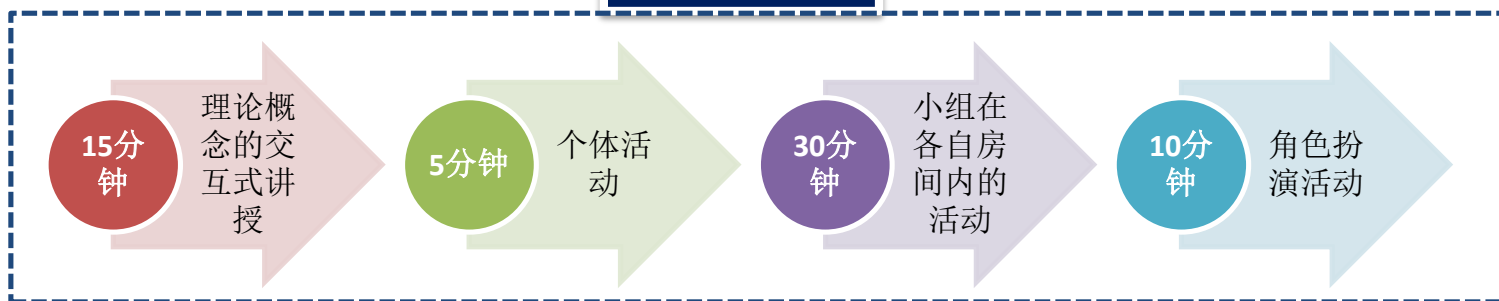 15分
钟
理论概
念的交
互式讲
授
5分钟
个体活
动
30分
钟
小组在
各自房
间内的
活动
10分
钟
角色扮
演活动